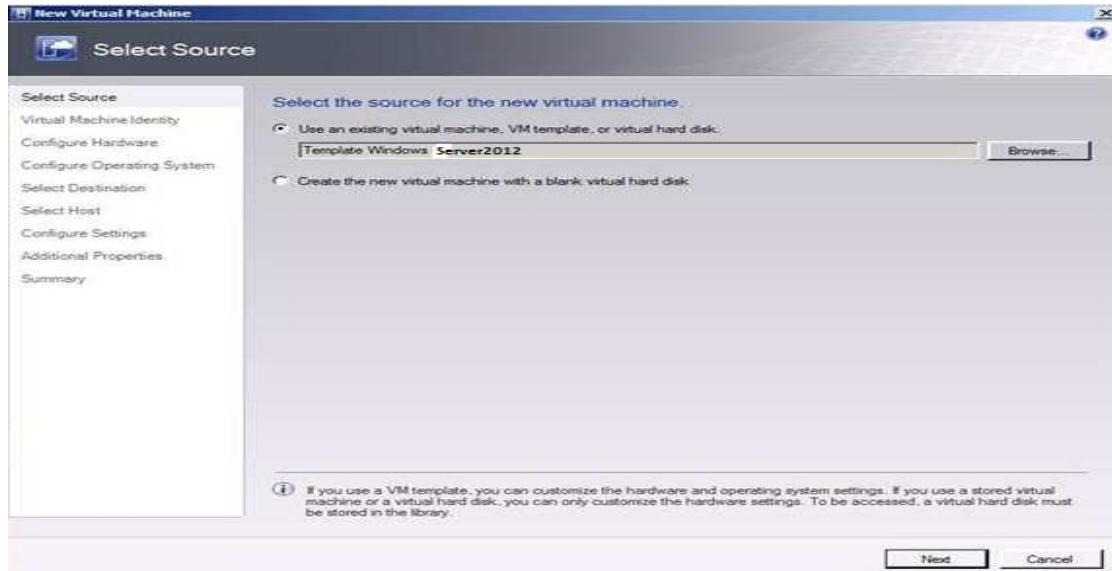 New Virtual Machine
Select Source
Select Source
Virtual Machine Identity
Configure Hardware
Configure Operating System
Select Destination
Select Host
Configure Settings
Additional Properties
Summary
Select the source for the new virtual machine.
Use an existing virtual machine, VM template, or virtual hard disk.
Template Windows Server2012
Browse...
Create the new virtual machine with a blank virtual hard disk
If you use a VM template, you can customize the hardware and operating system settings. If you use a stored virtual
machine or a virtual hard disk, you can only customize the hardware settings. To be accessed, a virtual hard disk must
be stored in the library.
Next
Cancel